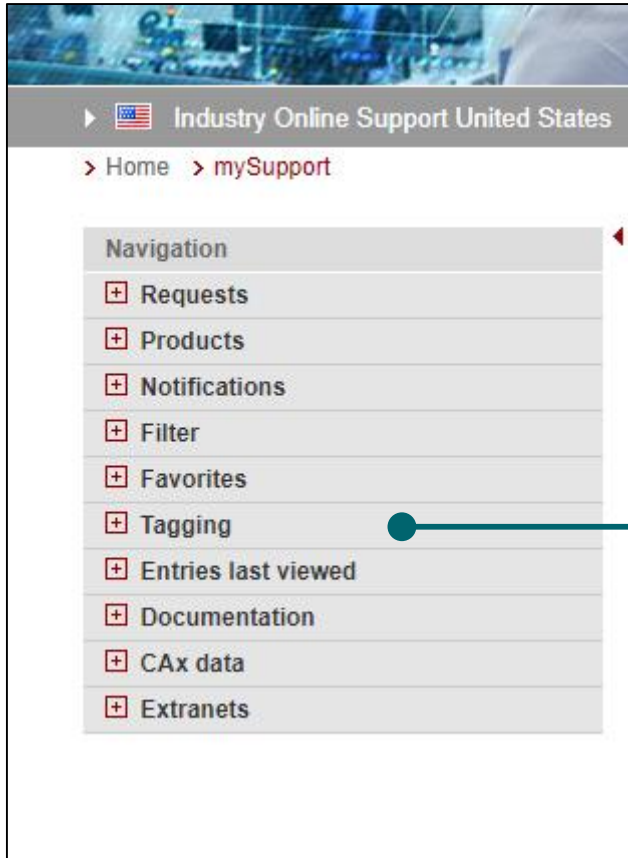 Industry Online Support United States
Home mySupport
Navigation
Requests
Products
Notifications
Filter
Favorites
Tagging
Entries last viewed
Documentation
CAx data
Extranets